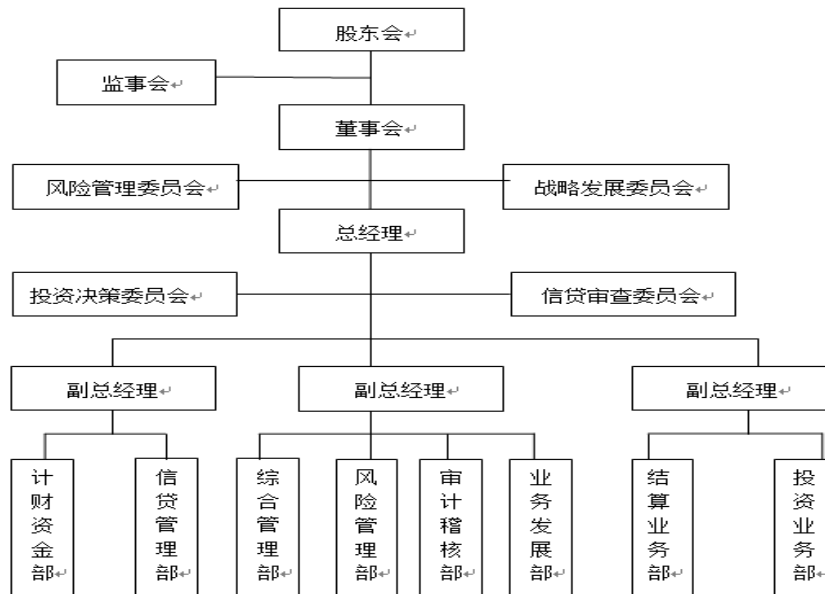 股东会
监事会
董事会
风险管理委员会
战略发展委员会
总经理
投资决策委员会
信贷审查委员会
副总经理
副总经理
副总经理
计财资金部
信贷管理部
综合管理部
风险管理部
审计稽核部
业务发展部
结算业务部
投资业务部